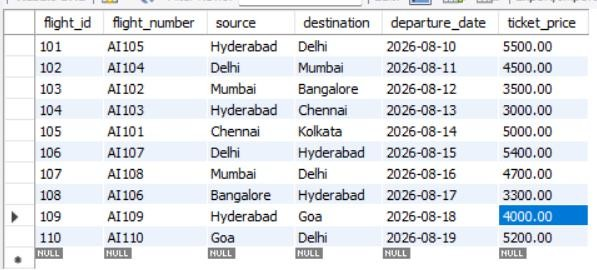 flight_id flight_number source destination departure_date ticket_price
101 AI105 Hyderabad Delhi 2026-08-10 5500.00
102 AI104 Delhi Mumbai 2026-08-11 4500.00
103 AI102 Mumbai Bangalore 2026-08-12 3500.00
104 AI103 Hyderabad Chennai 2026-08-13 3000.00
105 AI101 Chennai Kolkata 2026-08-14 5000.00
106 AI107 Delhi Hyderabad 2026-08-15 5400.00
107 AI108 Mumbai Delhi 2026-08-16 4700.00
108 AI106 Bangalore Hyderabad 2026-08-17 3300.00
109 AI109 Hyderabad Goa 2026-08-18 4000.00
110 AI110 Goa Delhi 2026-08-19 5200.00
NULL NULL NULL NULL NULL NULL